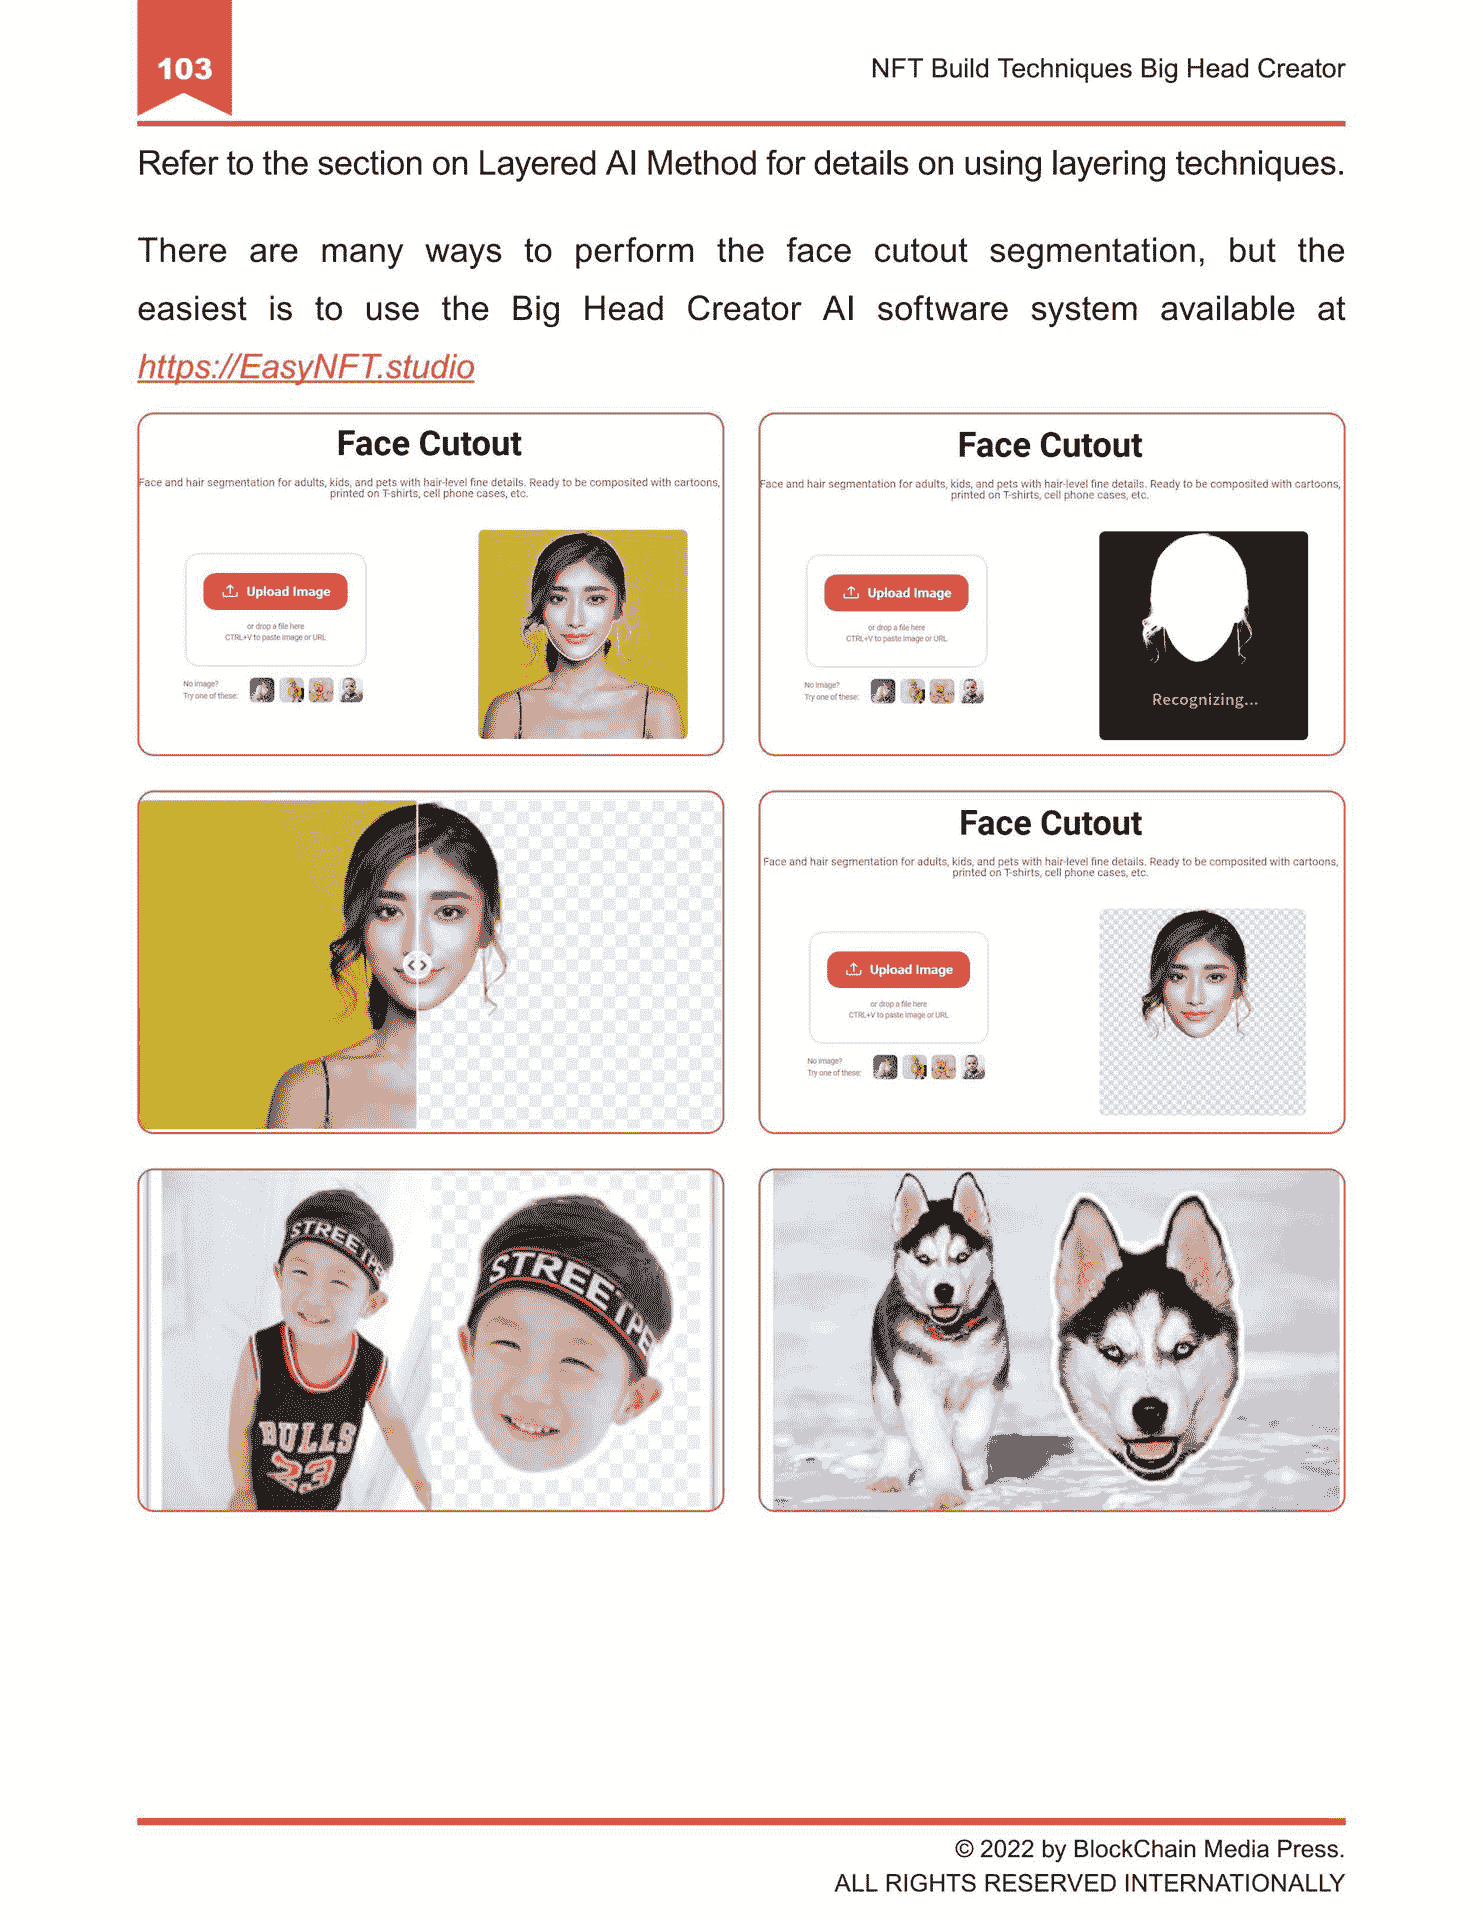 103
NFT Build Techniques Big Head Creator
Refer to the section on Layered AI Method for details on using layering techniques.
There are many ways to perform the face cutout segmentation, but the
easiest is to use the Big Head Creator AI software system available at
https://EasyNFT.studio
Face Cutout
Face and hair segmentation for adults, kids, and pets with hair-level fine details. Ready to be composited with cartoons,
printed on T-shirts, cell phone cases, etc.
Upload Image
or drop a file here
CTRL+V to paste image or URL
No image?
Try one of these:
Face Cutout
Face and hair segmentation for adults, kids, and pets with hair-level fine details. Ready to be composited with cartoons,
printed on T-shirts, cell phone cases, etc.
Upload Image
or drop a file here
CTRL+V to paste image or URL
No image?
Try one of these:
Recognizing...
Face Cutout
Face and hair segmentation for adults, kids, and pets with hair-level fine details. Ready to be composited with cartoons,
printed on T-shirts, cell phone cases, etc.
Upload Image
or drop a file here
CTRL+V to paste image or URL
No image?
Try one of these:
STREETPE
BULLS
23
STREETPE
© 2022 by BlockChain Media Press.
ALL RIGHTS RESERVED INTERNATIONALLY